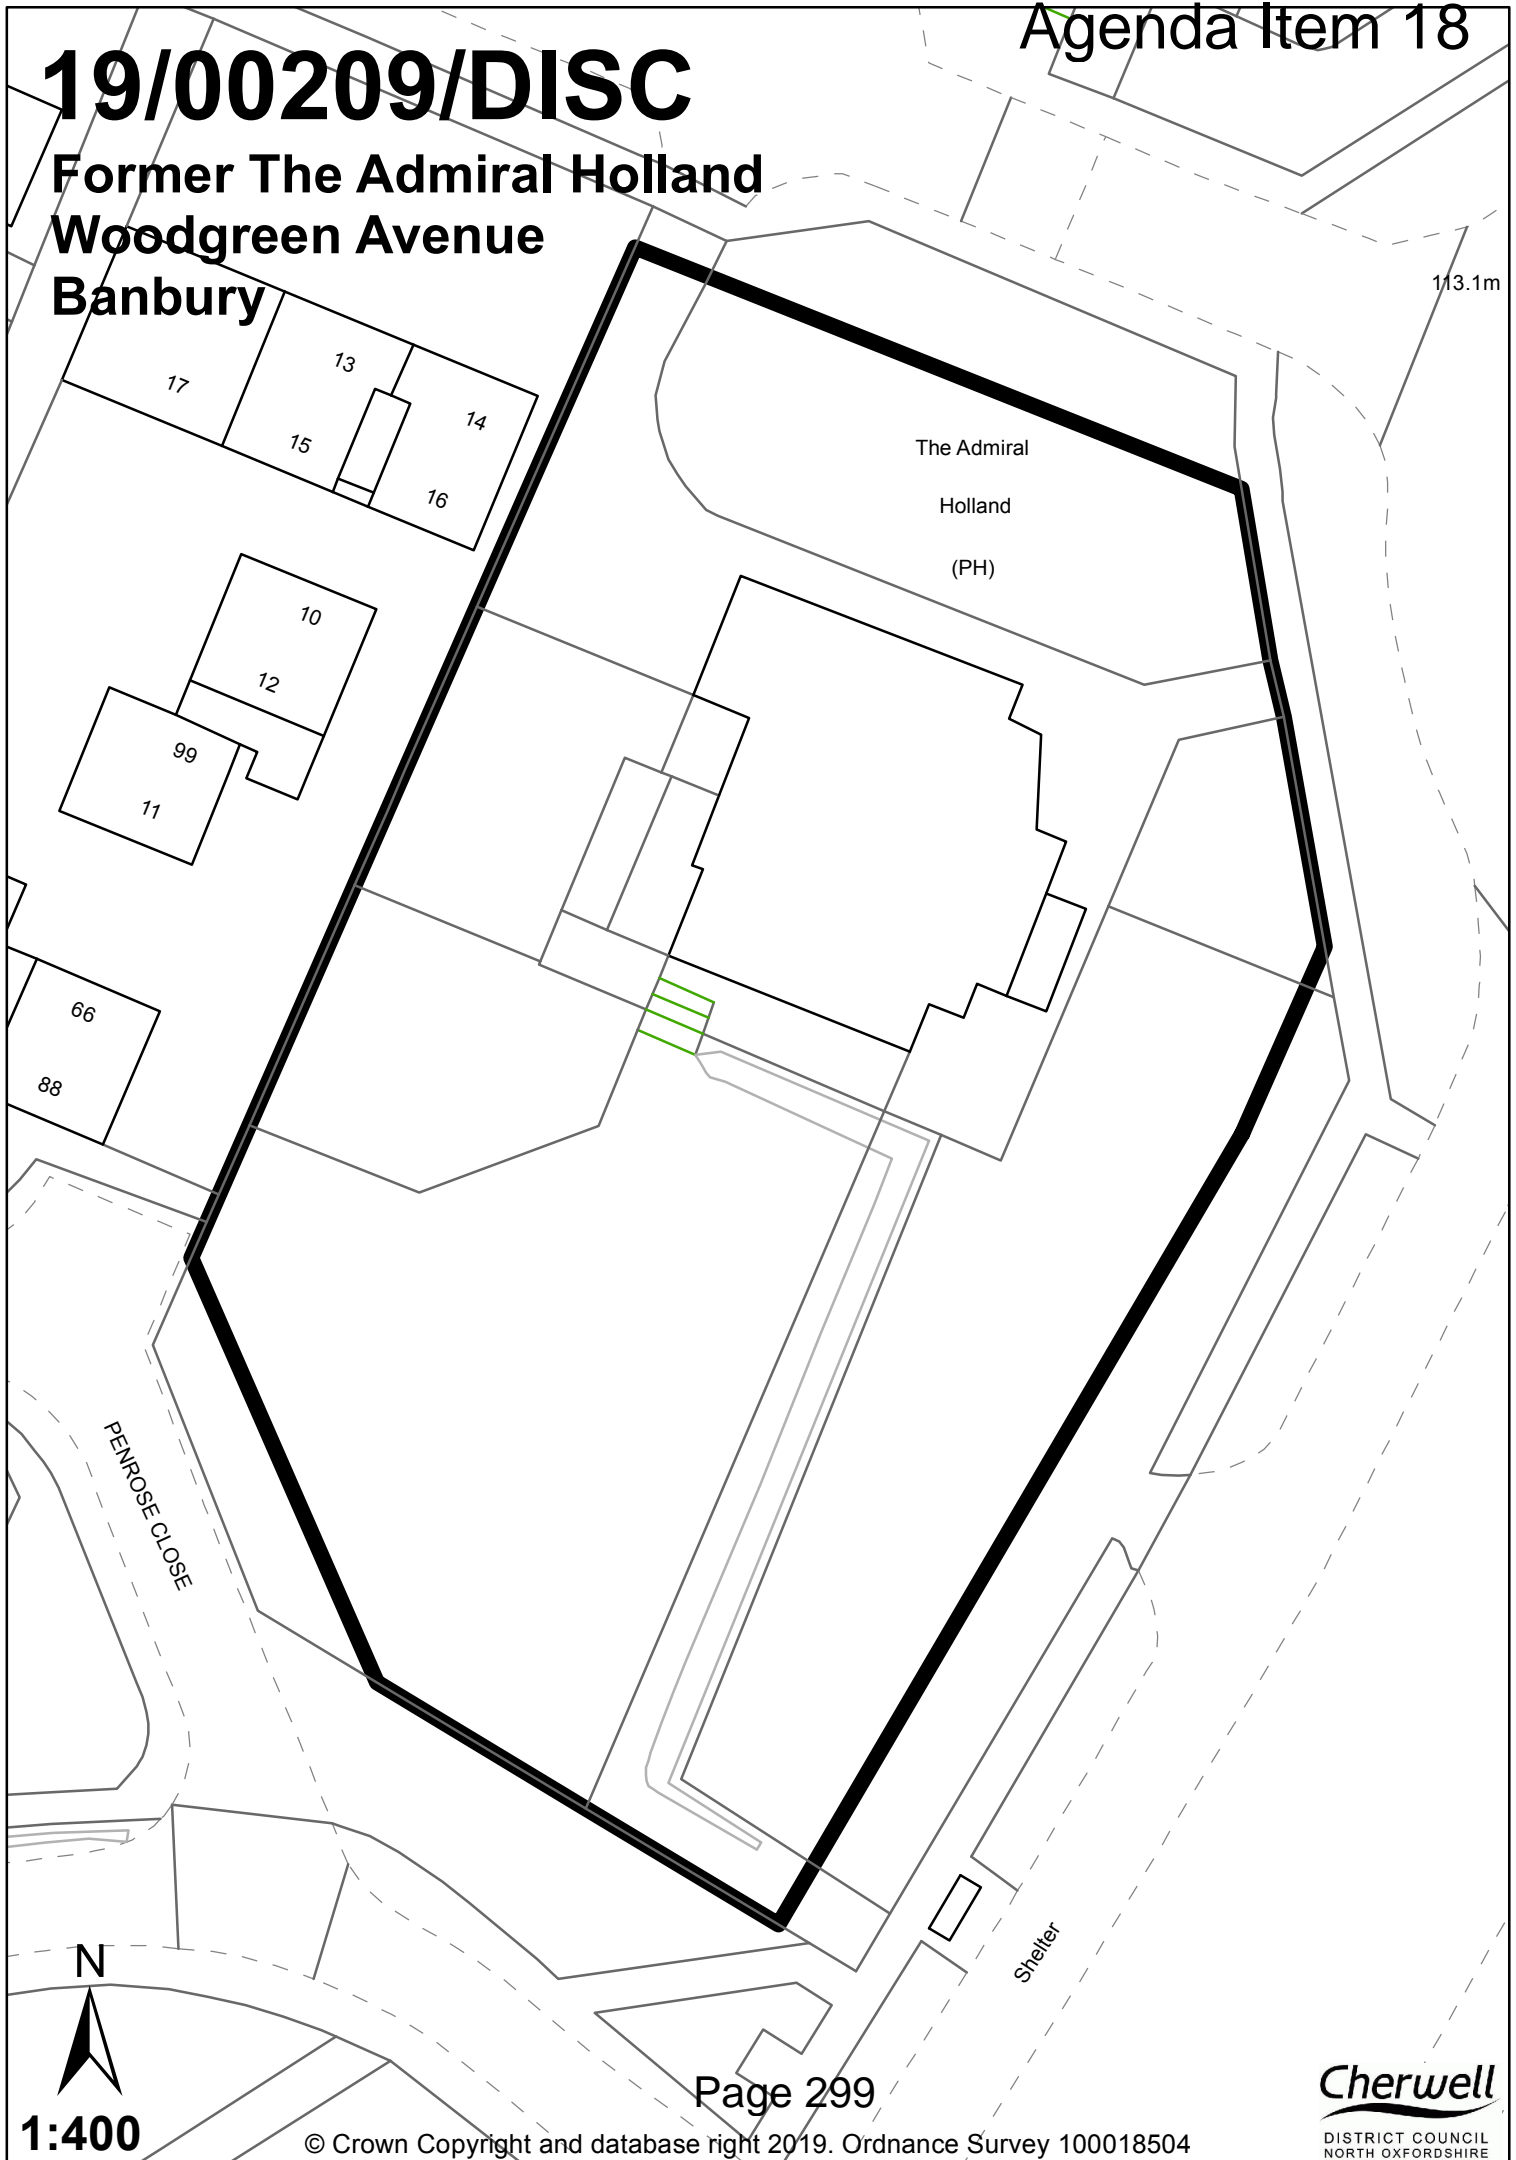 Agenda Item 18
19/00209/DISC
Former The Admiral Holland
Woodgreen Avenue
Banbury
113.1m
13
17
14
15
16
The Admiral
Holland
(PH)
10
12
99
11
66
88
PENROSE CLOSE
Shelter
N
1:400
Page 299
© Crown Copyright and database right 2019. Ordnance Survey 100018504
Cherwell
DISTRICT COUNCIL
NORTH OXFORDSHIRE